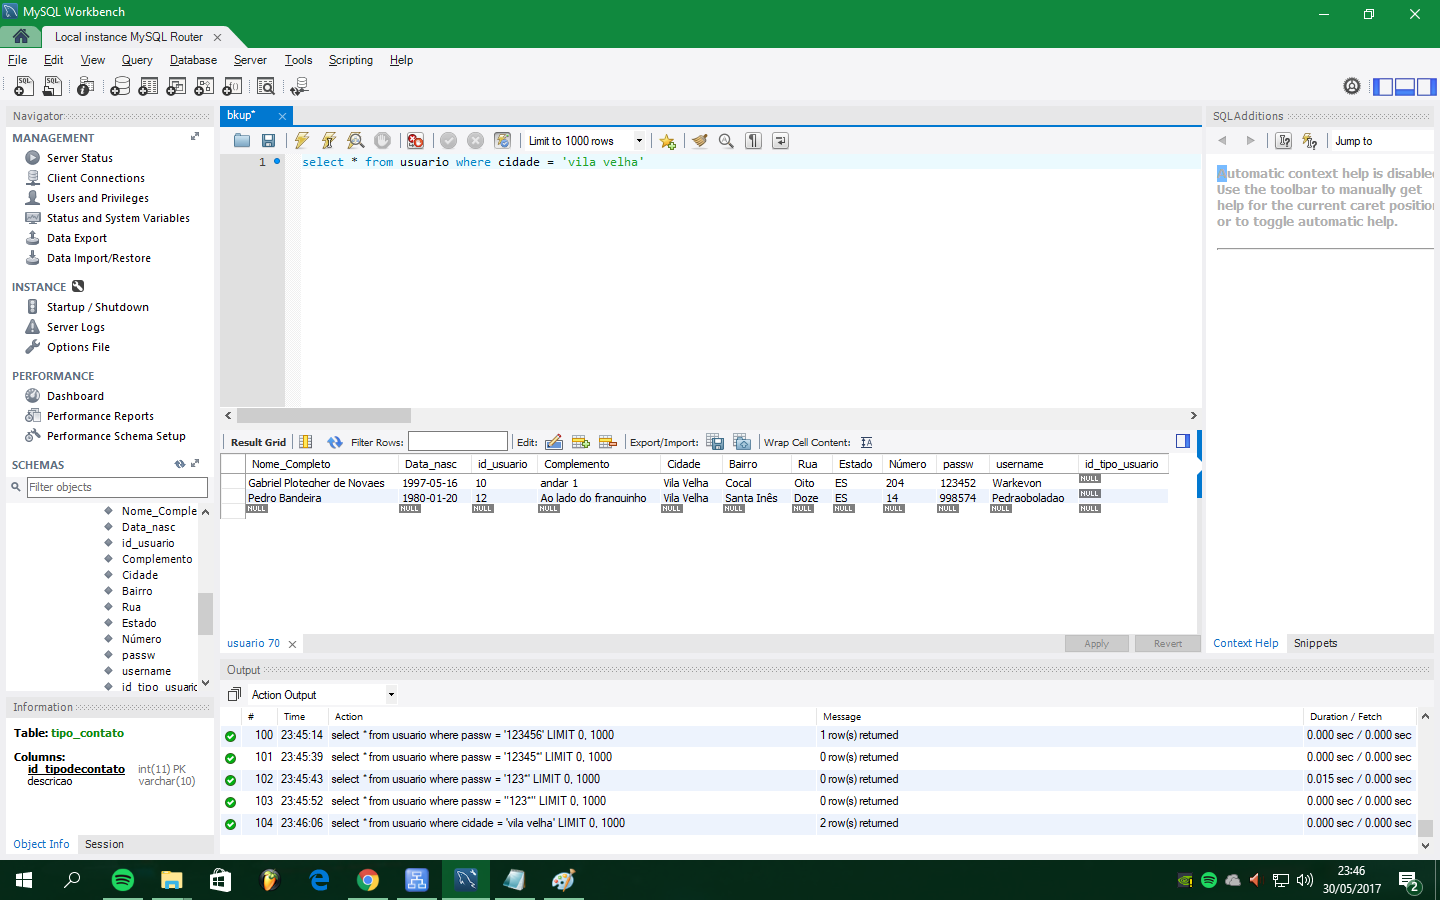 MySQL Workbench
Local instance MySQL Router
File Edit View Query Database Server Tools Scripting Help
Navigator
MANAGEMENT
Server Status
Client Connections
Users and Privileges
Status and System Variables
Data Export
Data Import/Restore
INSTANCE
Startup / Shutdown
Server Logs
Options File
PERFORMANCE
Dashboard
Performance Reports
Performance Schema Setup
SCHEMAS
Filter objects
Nome_Comple
Data_nasc
id_usuario
Complemento
Cidade
Bairro
Rua
Estado
Número
passw
username
id_tipo_usuaric
Information
Table: tipo_contato
Columns:
id_tipodecontato int(11) PK
descricao varchar(10)
Object Info Session
bkup*
Limit to 1000 rows
1 select * from usuario where cidade = 'vila velha'
Result Grid Filter Rows: Edit: Export/Import: Wrap Cell Content:
Nome_Completo Data_nasc id_usuario Complemento Cidade Bairro Rua Estado Número passw username id_tipo_usuario
Gabriel Plotegher de Novaes 1997-05-16 10 andar 1 Vila Velha Cocal Oito ES 204 123452 Warkevon NULL
Pedro Bandeira 1980-01-20 12 Ao lado do franguinho Vila Velha Santa Inês Doze ES 14 998574 Pedraoboladao NULL
NULL NULL NULL NULL NULL NULL NULL NULL NULL NULL NULL NULL
usuario 70
Apply Revert
SQLAdditions
Jump to
Automatic context help is disabled
Use the toolbar to manually get
help for the current caret position
or to toggle automatic help.
Context Help Snippets
Output
Action Output
# Time Action Message Duration / Fetch
100 23:45:14 select * from usuario where passw = '123456' LIMIT 0, 1000 1 row(s) returned 0.000 sec / 0.000 sec
101 23:45:39 select * from usuario where passw = '12345*' LIMIT 0, 1000 0 row(s) returned 0.000 sec / 0.000 sec
102 23:45:43 select * from usuario where passw = '123*' LIMIT 0, 1000 0 row(s) returned 0.015 sec / 0.000 sec
103 23:45:52 select * from usuario where passw = "123*" LIMIT 0, 1000 0 row(s) returned 0.000 sec / 0.000 sec
104 23:46:06 select * from usuario where cidade = 'vila velha' LIMIT 0, 1000 2 row(s) returned 0.000 sec / 0.000 sec
23:46
30/05/2017
2